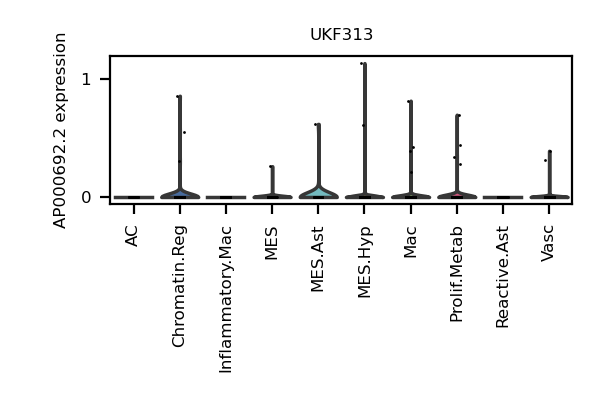 UKF313
AP000692.2 expression
1
0
AC
Chromatin.Reg
Inflammatory.Mac
MES
MES.Ast
MES.Hyp
Mac
Prolif.Metab
Reactive.Ast
Vasc